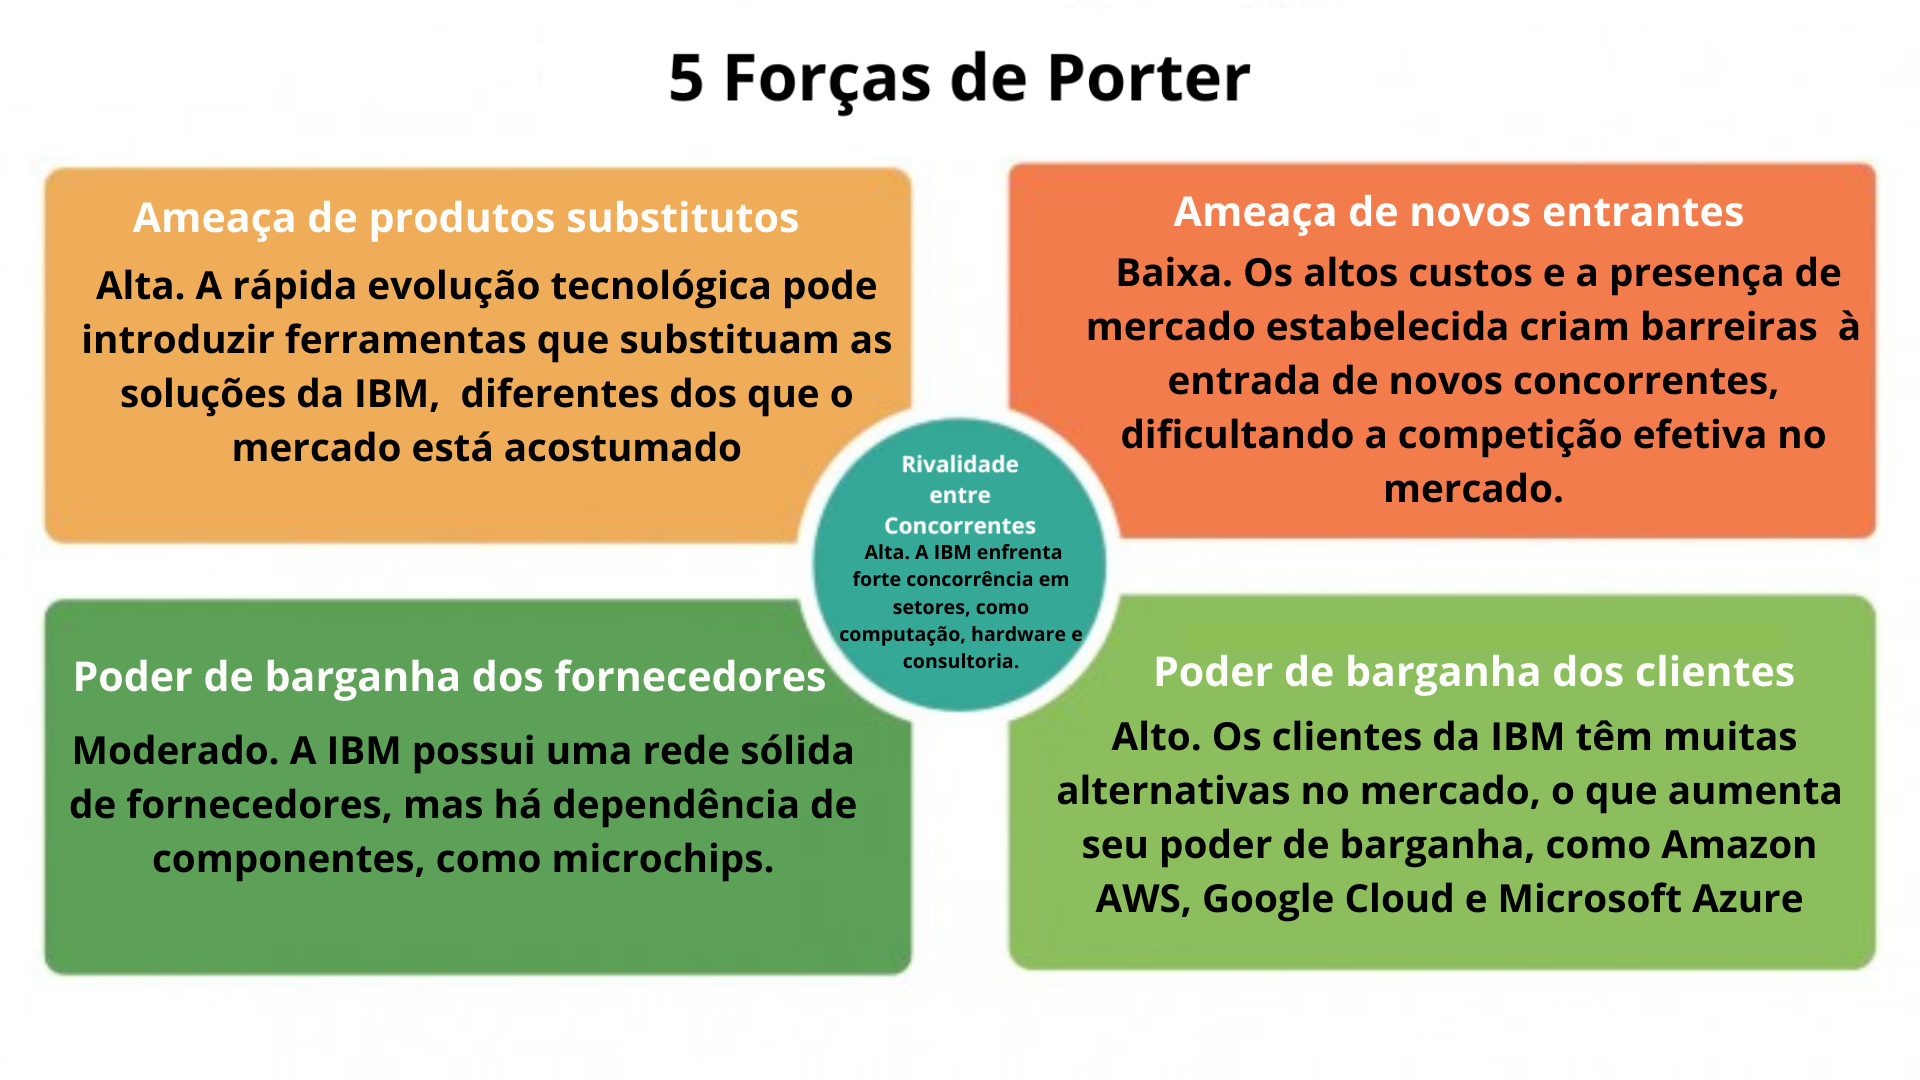 5 Forças de Porter
Ameaça de produtos substitutos
Alta. A rápida evolução tecnológica pode
introduzir ferramentas que substituam as
soluções da IBM,  diferentes dos que o
mercado está acostumado
Ameaça de novos entrantes
Baixa. Os altos custos e a presença de
mercado estabelecida criam barreiras  à
entrada de novos concorrentes,
dificultando a competição efetiva no
mercado.
Rivalidade
entre
Concorrentes
Alta. A IBM enfrenta
forte concorrência em
setores, como
computação, hardware e
consultoria.
Poder de barganha dos fornecedores
Moderado. A IBM possui uma rede sólida
de fornecedores, mas há dependência de
componentes, como microchips.
Poder de barganha dos clientes
Alto. Os clientes da IBM têm muitas
alternativas no mercado, o que aumenta
seu poder de barganha, como Amazon
AWS, Google Cloud e Microsoft Azure